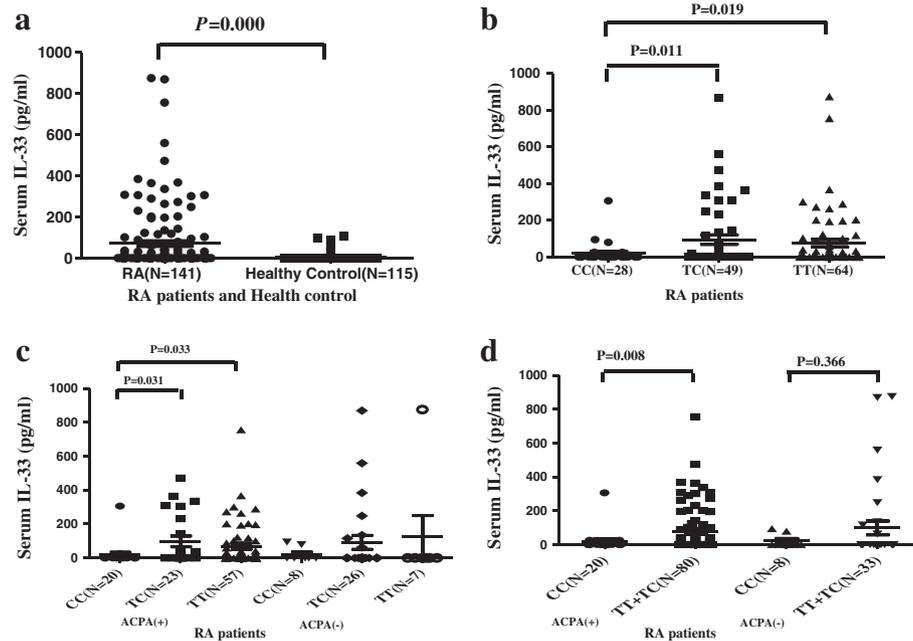 a
P=0.000
1000
800
600
400
200
0
Serum IL-33 (pg/ml)
RA(N=141) Healthy Control(N=115)
RA patients and Health control
b
P=0.019
P=0.011
1000
800
600
400
200
0
Serum IL-33 (pg/ml)
CC(N=28) TC(N=49) TT(N=64)
RA patients
c
P=0.033
P=0.031
1000
800
600
400
200
0
Serum IL-33 (pg/ml)
CC(N=20) TC(N=23) TT(N=57) CC(N=8) TC(N=26) TT(N=7)
ACPA(+) ACPA(-)
RA patients
d
P=0.008
P=0.366
1000
800
600
400
200
0
Serum IL-33 (pg/ml)
CC(N=20) TT+TC(N=80) CC(N=8) TT+TC(N=33)
ACPA(+) ACPA(-)
RA patients